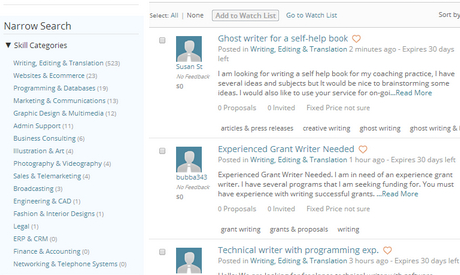 Narrow Search
▼ Skill Categories
Writing, Editing & Translation (523)
Websites & Ecommerce (23)
Programming & Databases (19)
Marketing & Communications (13)
Graphic Design & Multimedia (12)
Admin Support (11)
Business Consulting (6)
Illustration & Art (4)
Photography & Videography (4)
Sales & Telemarketing (4)
Broadcasting (3)
Engineering & CAD (1)
Fashion & Interior Designs (1)
Legal (1)
ERP & CRM (0)
Finance & Accounting (0)
Networking & Telephone Systems (0)
Select: All | None Add to Watch List Go to Watch List Sort by
Susan St
No Feedback
$0
Ghost writer for a self-help book
Posted in Writing, Editing & Translation 2 minutes ago - Expires 30 days
left
I am looking for writing a self help book for my coaching practice, I have
several ideas and subjects but It would be nice to brainstorming some
ideas. I would also like to use your service for on-goi...Read More
0 Proposals 0 Invited Fixed Price not sure
articles & press releases creative writing ghost writing ghost writing &
bubba343
No Feedback
$0
Experienced Grant Writer Needed
Posted in Writing, Editing & Translation 1 hour ago - Expires 30 days left
Experienced Grant Writer Needed. I am in need of an experience grant
writer. I have several programs that I am seeking funding for. You must
have experience with writing successful grants. ...Read More
0 Proposals 0 Invited Fixed Price not sure
grant writing grants & proposals writing
Technical writer with programming exp.
Posted in Writing, Editing & Translation 3 hours ago - Expires 30 days left